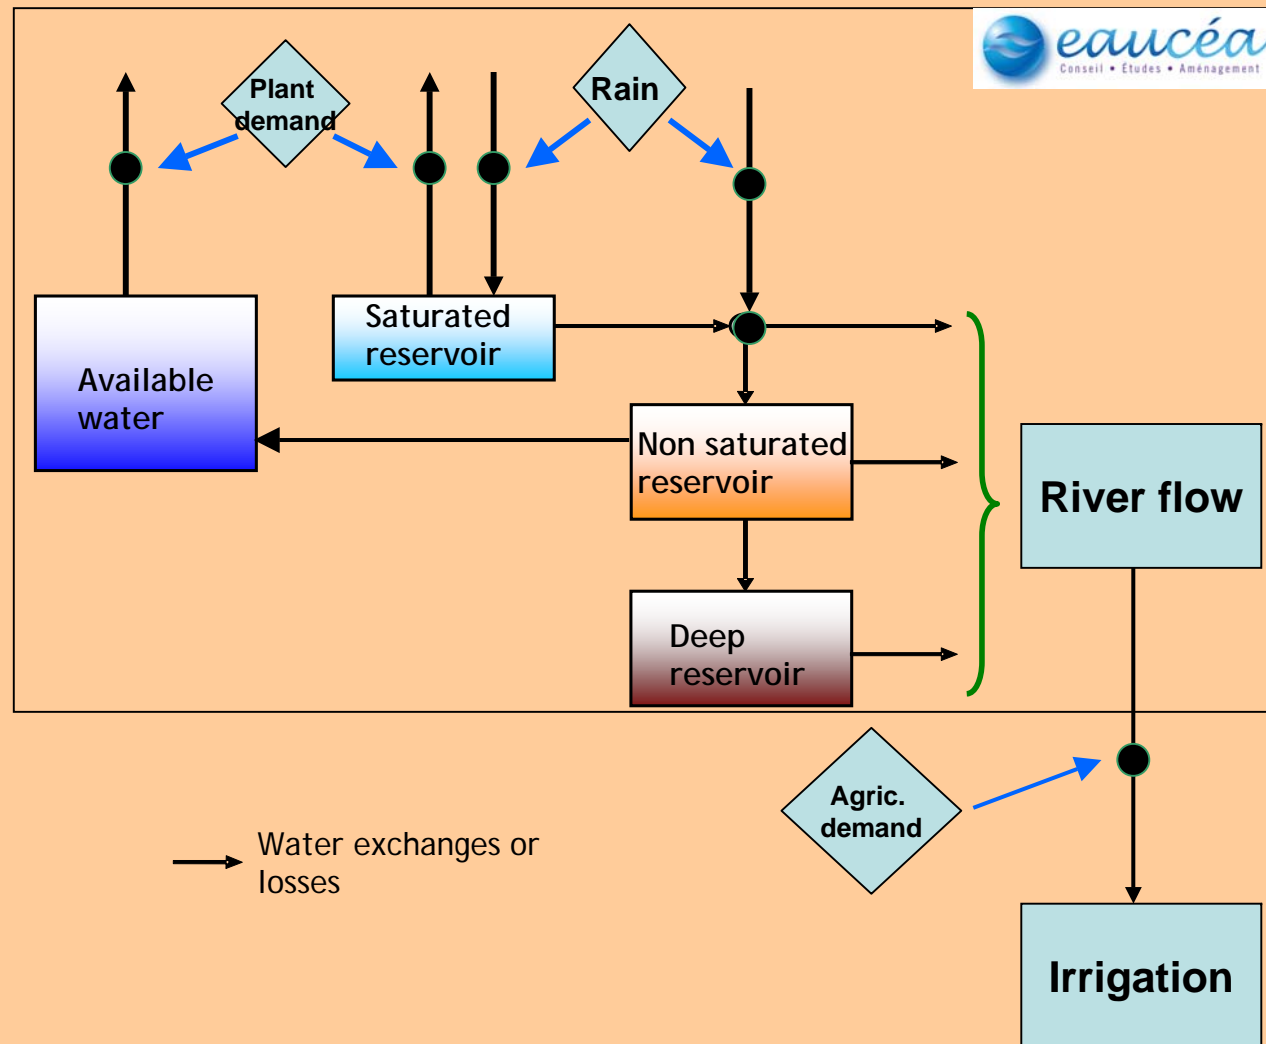 eaucéa
Conseil • Études • Aménagement
Plant
demand
Rain
Saturated
reservoir
Available
water
Non saturated
reservoir
River flow
Deep
reservoir
Agric.
demand
Water exchanges or
losses
Irrigation